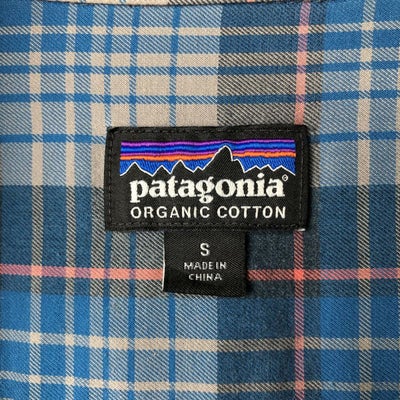 patagonia®
ORGANIC COTTON
S
MADE IN
CHINA